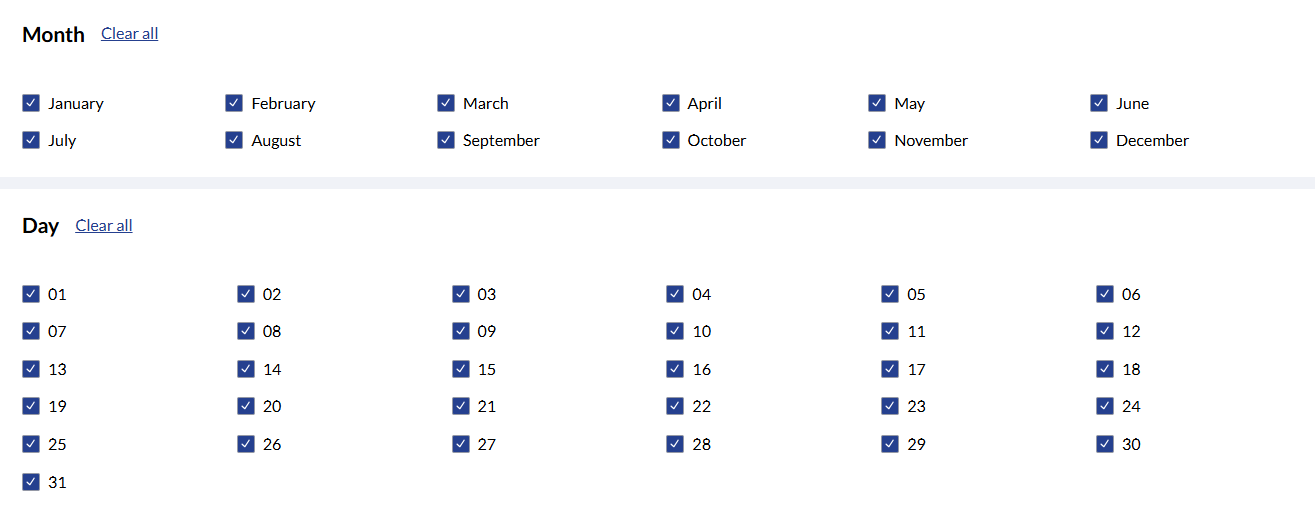 Month Clear all
January February March April May June
July August September October November December
Day Clear all
01 02 03 04 05 06
07 08 09 10 11 12
13 14 15 16 17 18
19 20 21 22 23 24
25 26 27 28 29 30
31